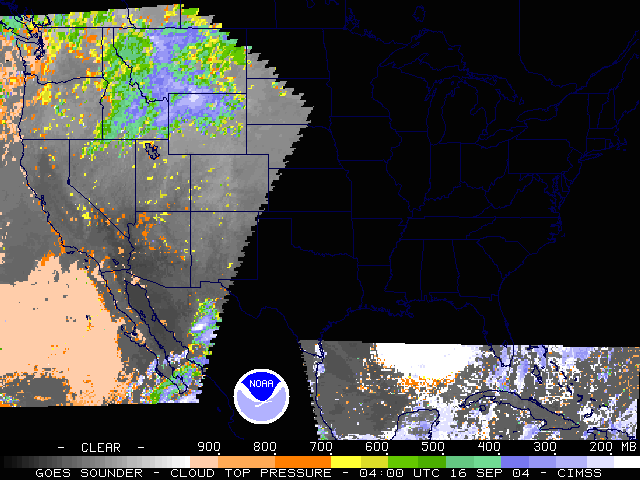 NOAA
- CLEAR - 900 800 700 600 500 400 300 200 MB
GOES SOUNDER - CLOUD TOP PRESSURE - 04:00 UTC 16 SEP 04 - CIMSS